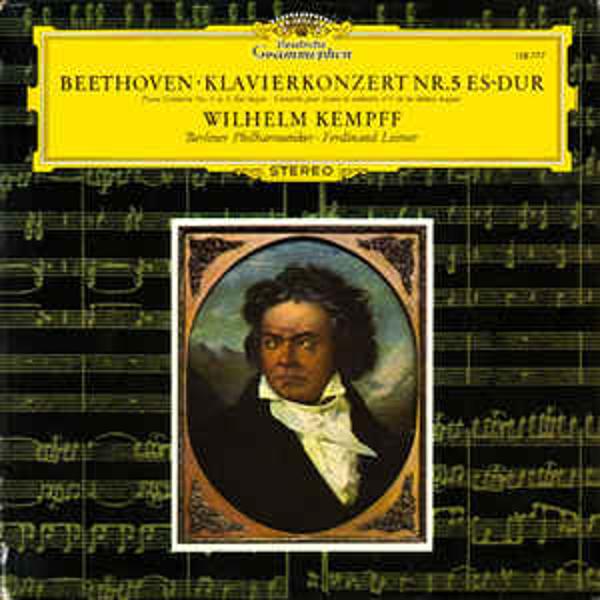 Deutsche
Grammophon
BEETHOVEN · KLAVIERKONZERT NR.5 ES-DUR
WILHELM KEMPFF
Berliner Philharmoniker · Ferdinand Leitner
STEREO